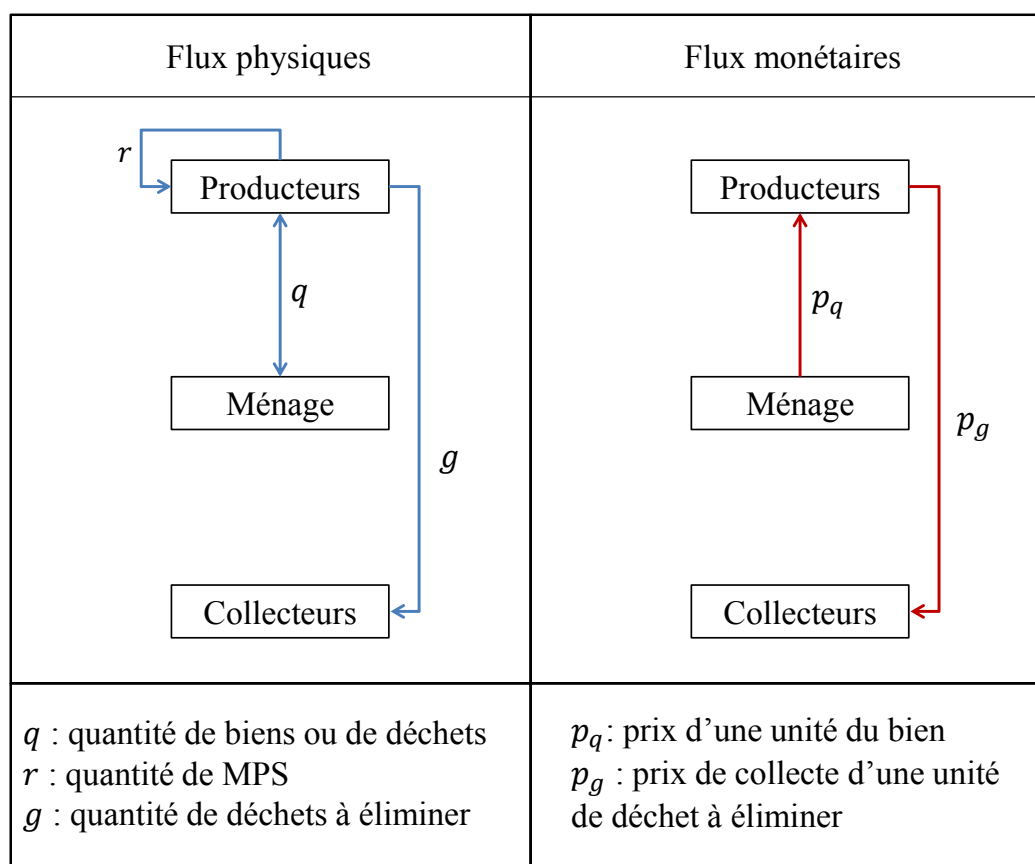 Flux physiques
Flux monétaires
r
Producteurs
q
Ménage
g
Collecteurs
Producteurs
p_q
Ménage
p_g
Collecteurs
q : quantité de biens ou de déchets
r : quantité de MPS
g : quantité de déchets à éliminer
p_q : prix d’une unité du bien
p_g : prix de collecte d’une unité
de déchet à éliminer